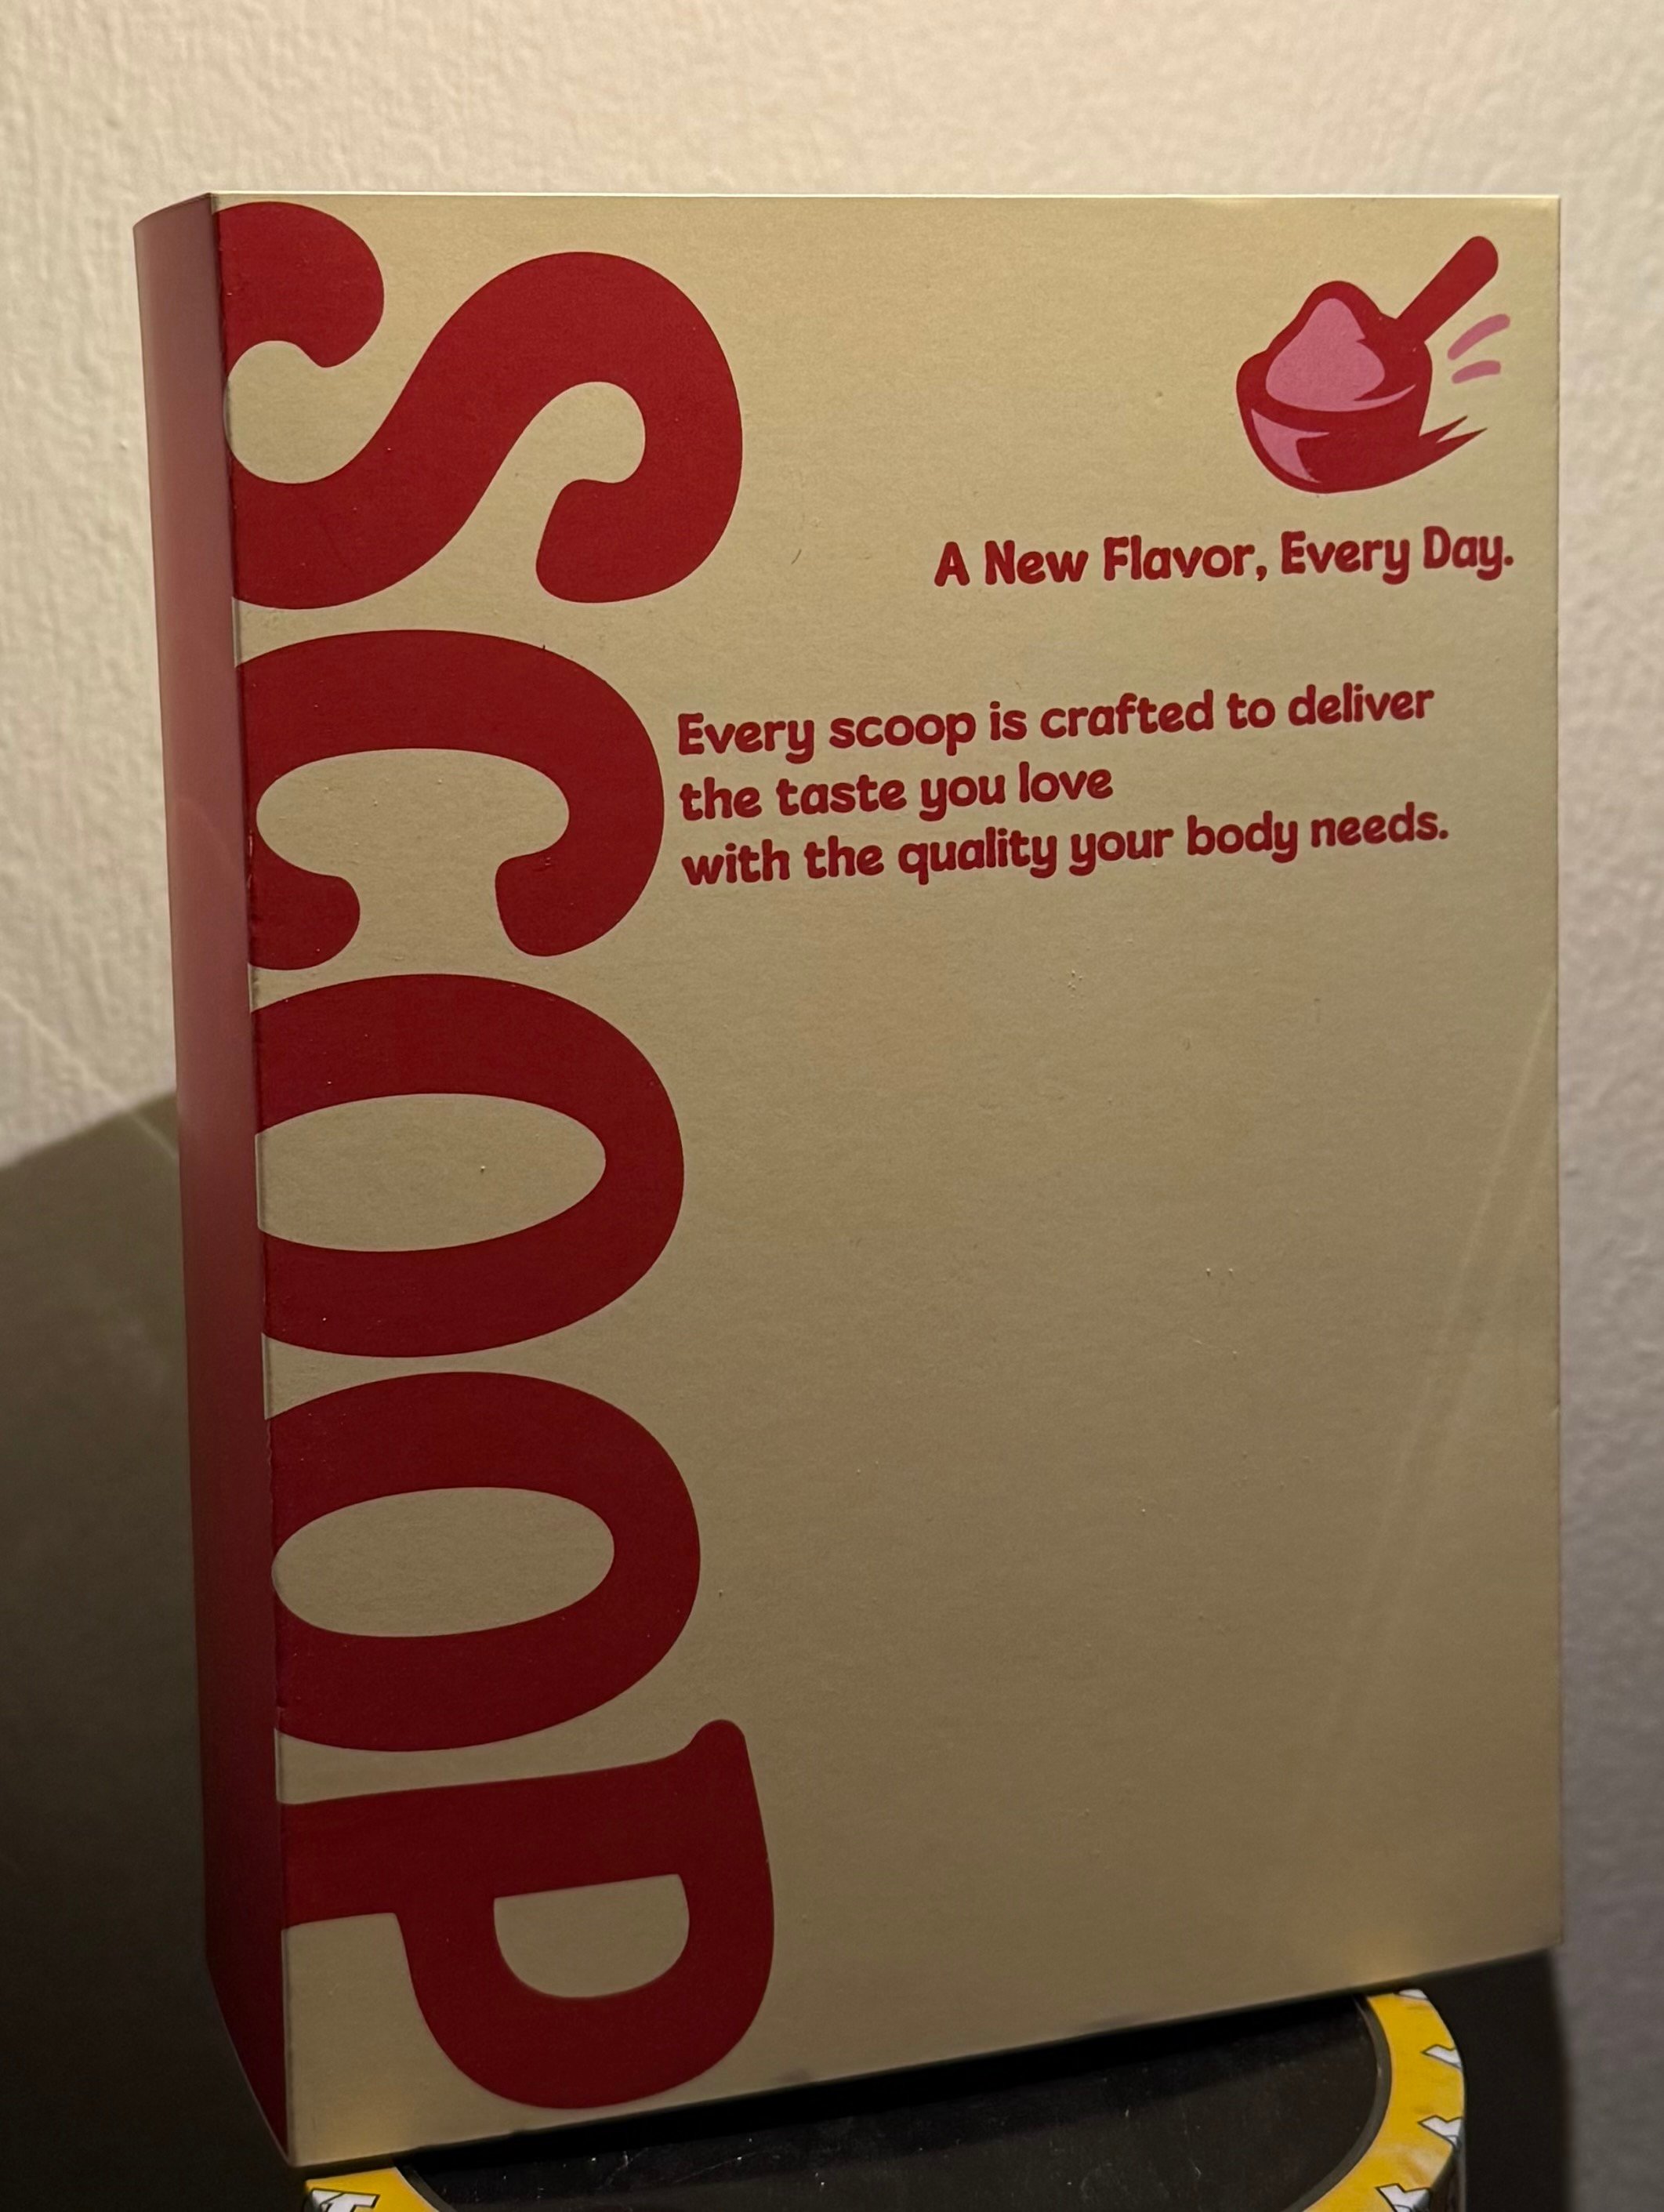 SCOOP
A New Flavor, Every Day.
Every scoop is crafted to deliver
the taste you love
with the quality your body needs.